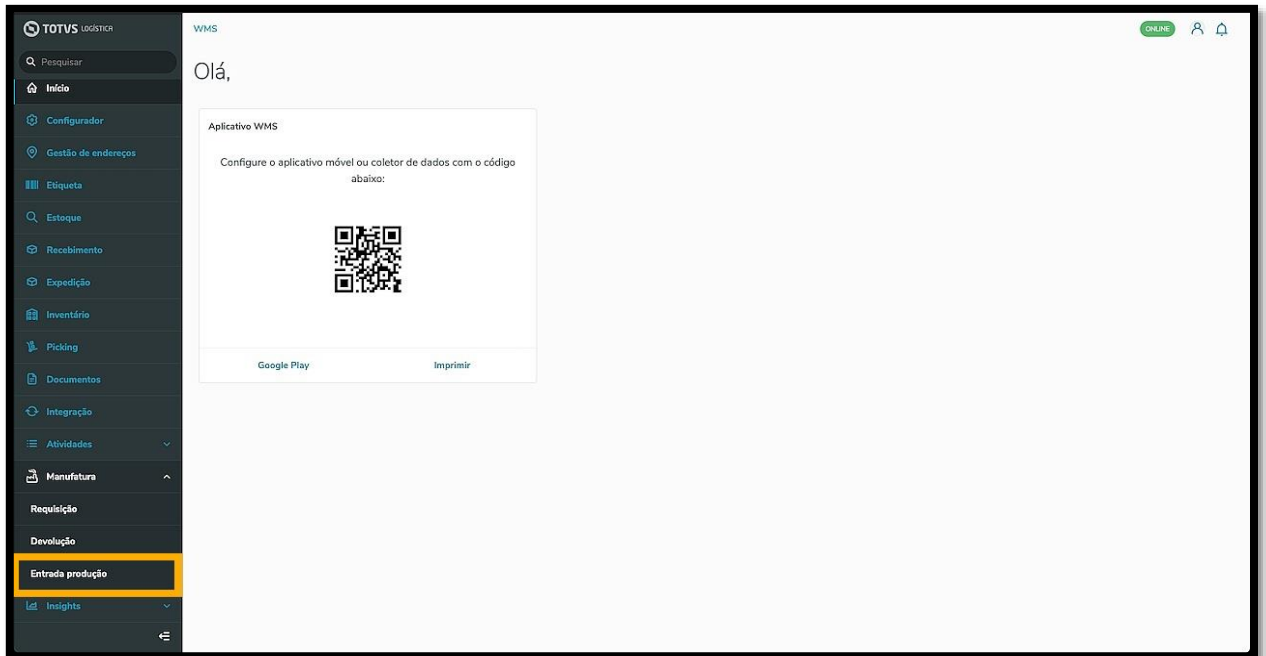 TOTVS LOGÍSTICA
Pesquisar
Início
Configurador
Gestão de endereços
Etiqueta
Estoque
Recebimento
Expedição
Inventário
Picking
Documentos
Integração
Atividades
Manufatura
Requisição
Devolução
Entrada produção
Insights
WMS
ONLINE
Olá,
Aplicativo WMS
Configure o aplicativo móvel ou coletor de dados com o código
abaixo:
Google Play
Imprimir